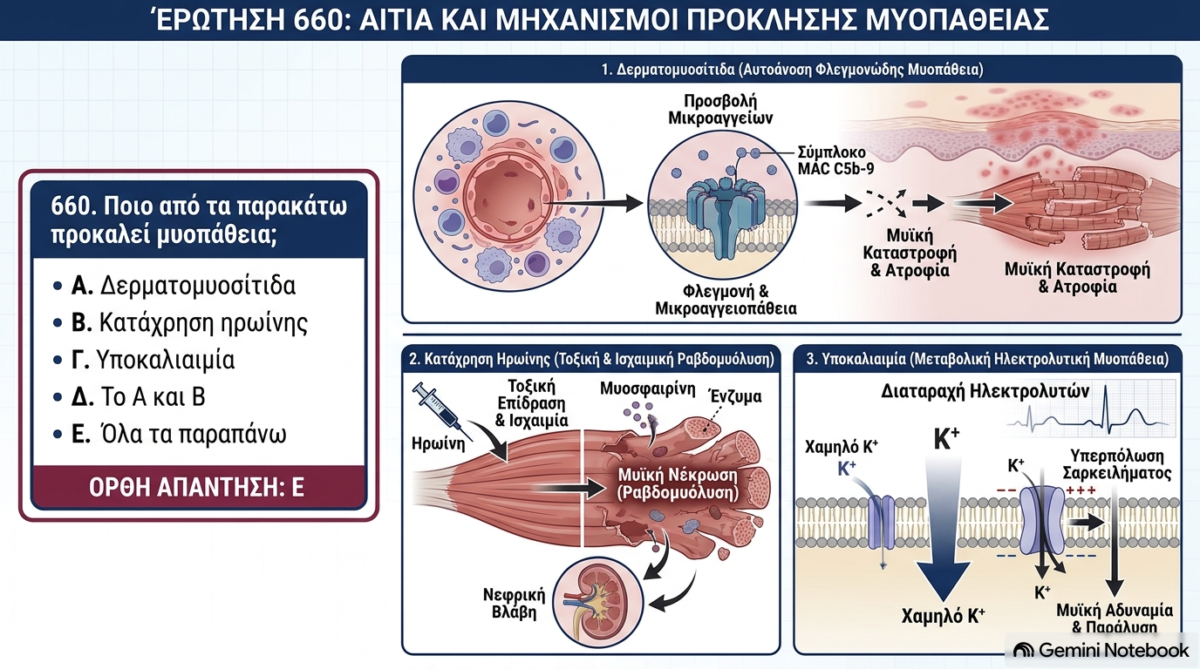 ἘΡΩΤΗΣΗ 660: ΑΙΤΙΑ ΚΑΙ ΜΗΧΑΝΙΣΜΟΙ ΠΡΟΚΛΗΣΗΣ ΜΥΟΠΑΘΕΙΑΣ
660. Ποιο από τα παρακάτω
προκαλεί μυοπάθεια;
• Α. Δερματομυοσίτιδα
• Β. Κατάχρηση ηρωίνης
• Γ. Υποκαλιαιμία
• Δ. Το Α και Β
• Ε. Όλα τα παραπάνω
ΟΡΘΗ ΑΠΑΝΤΗΣΗ: Ε
1. Δερματομυοσίτιδα (Αυτοάνοση Φλεγμονώδης Μυοπάθεια)
Προσβολή
Μικροαγγείων
Σύμπλοκο
MAC C5b-9
Φλεγμονή &
Μικροαγγειοπάθεια
Μυϊκή
Καταστροφή
& Ατροφία
Μυϊκή Καταστροφή
& Ατροφία
2. Κατάχρηση Ηρωίνης (Τοξική & Ισχαιμική Ραβδομυόλυση)
Ηρωίνη
Τοξική
Επίδραση
& Ισχαιμία
Μυοσφαιρίνη
Ένζυμα
Μυϊκή Νέκρωση
(Ραβδομυόλυση)
Νεφρική
Βλάβη
3. Υποκαλιαιμία (Μεταβολική Ηλεκτρολυτική Μυοπάθεια)
Διαταραχή Ηλεκτρολυτών
Χαμηλό K⁺
K⁺
K⁺
K⁺
Υπερπόλωση
Σαρκειλήματος
-- +++
-- ----
K⁺
Χαμηλό K⁺
Μυϊκή Αδυναμία
& Παράλυση
Gemini Notebook